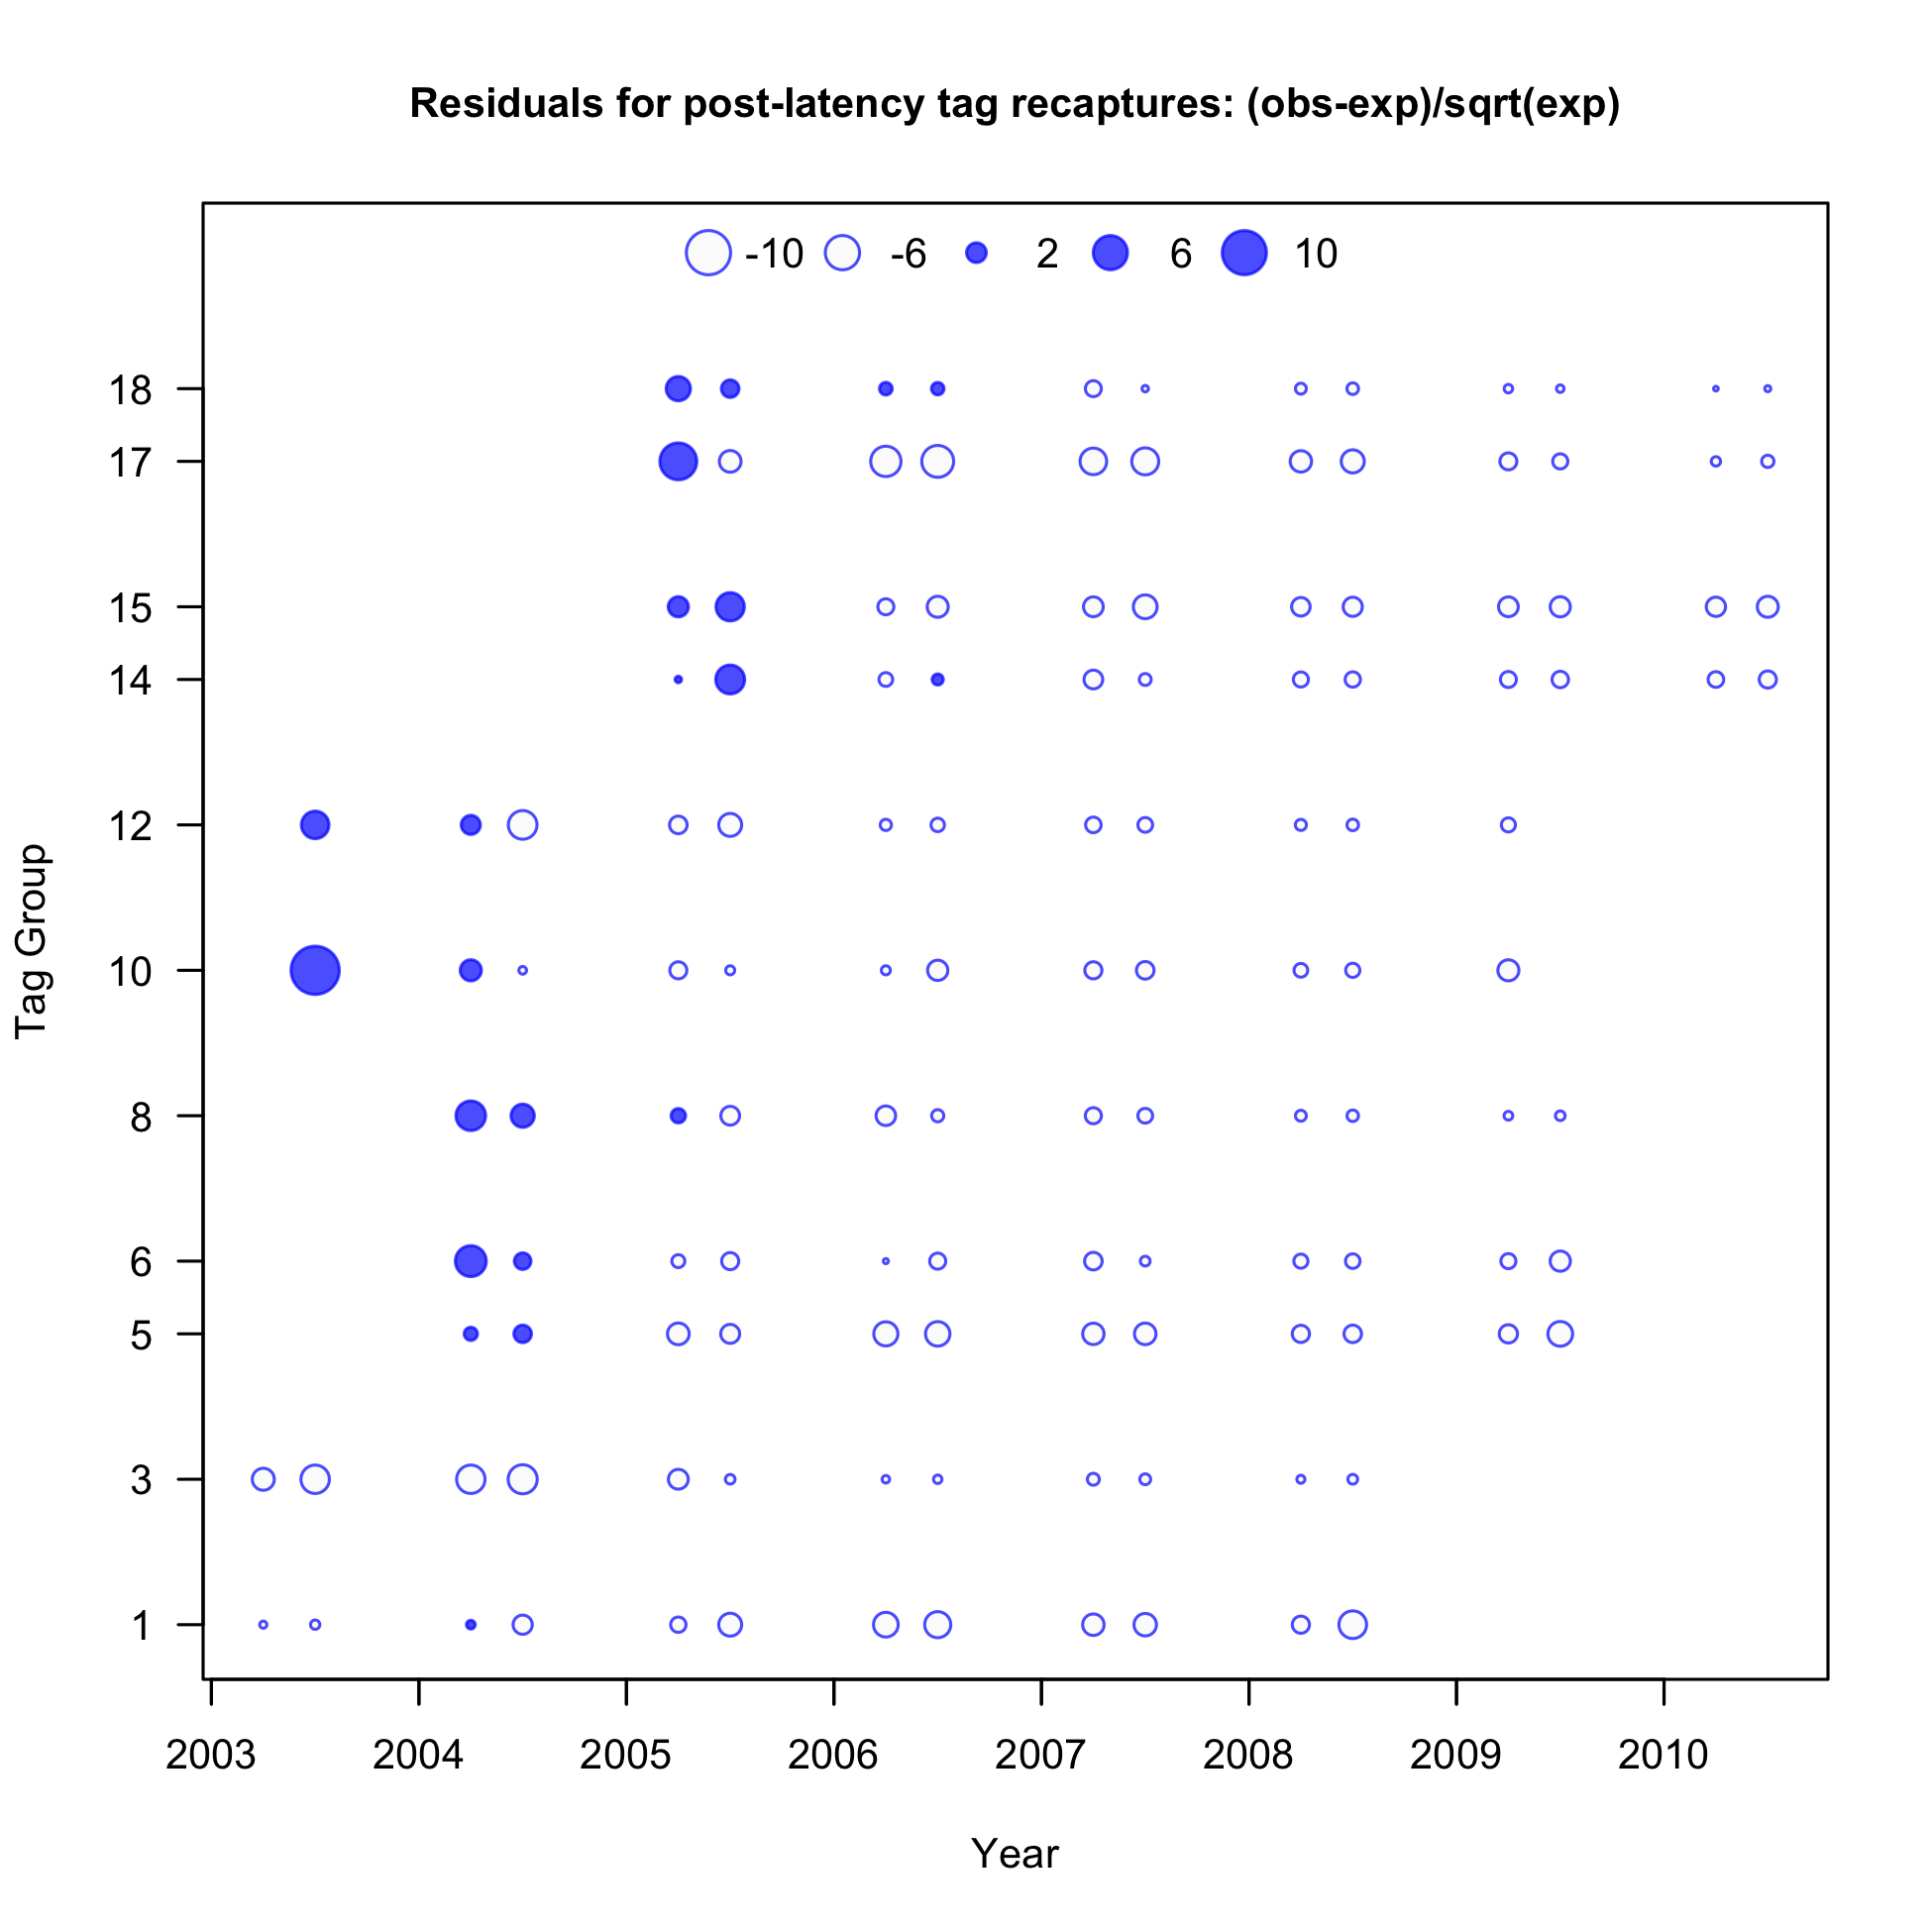 Residuals for post-latency tag recaptures: (obs-exp)/sqrt(exp)
-10 -6 2 6 10
18
17
15
14
12
10
8
6
5
3
1
Tag Group
2003 2004 2005 2006 2007 2008 2009 2010
Year